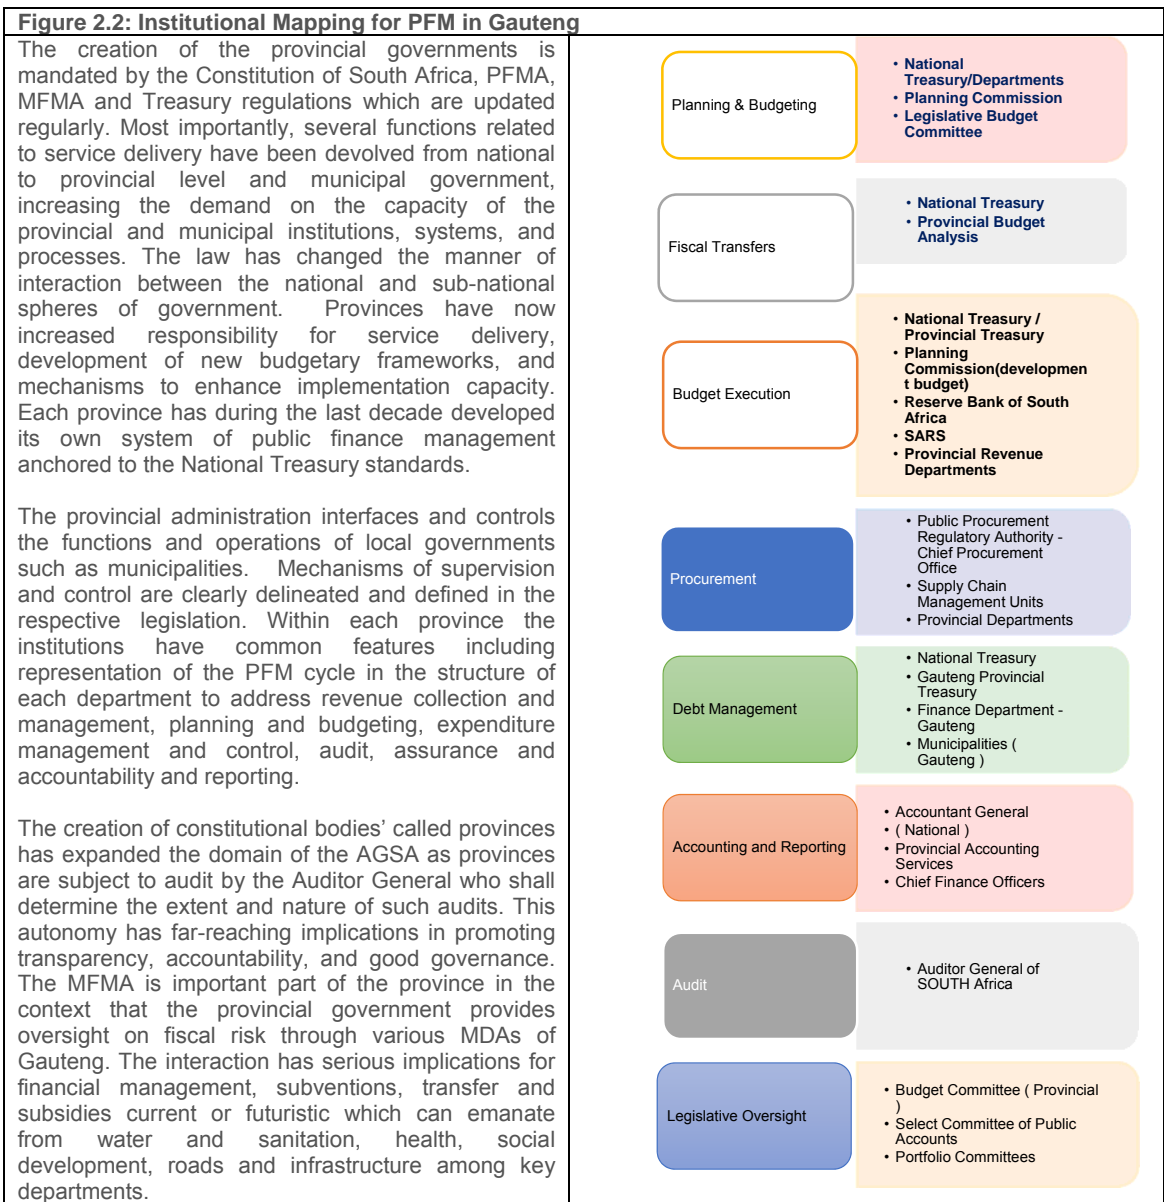 Figure 2.2: Institutional Mapping for PFM in Gauteng
The creation of the provincial governments is
mandated by the Constitution of South Africa, PFMA,
MFMA and Treasury regulations which are updated
regularly. Most importantly, several functions related
to service delivery have been devolved from national
to provincial level and municipal government,
increasing the demand on the capacity of the
provincial and municipal institutions, systems, and
processes. The law has changed the manner of
interaction between the national and sub-national
spheres of government. Provinces have now
increased responsibility for service delivery,
development of new budgetary frameworks, and
mechanisms to enhance implementation capacity.
Each province has during the last decade developed
its own system of public finance management
anchored to the National Treasury standards.
The provincial administration interfaces and controls
the functions and operations of local governments
such as municipalities. Mechanisms of supervision
and control are clearly delineated and defined in the
respective legislation. Within each province the
institutions have common features including
representation of the PFM cycle in the structure of
each department to address revenue collection and
management, planning and budgeting, expenditure
management and control, audit, assurance and
accountability and reporting.
The creation of constitutional bodies' called provinces
has expanded the domain of the AGSA as provinces
are subject to audit by the Auditor General who shall
determine the extent and nature of such audits. This
autonomy has far-reaching implications in promoting
transparency, accountability, and good governance.
The MFMA is important part of the province in the
context that the provincial government provides
oversight on fiscal risk through various MDAs of
Gauteng. The interaction has serious implications for
financial management, subventions, transfer and
subsidies current or futuristic which can emanate
from water and sanitation, health, social
development, roads and infrastructure among key
departments.
Planning & Budgeting
• National
Treasury/Departments
• Planning Commission
• Legislative Budget
Committee
Fiscal Transfers
• National Treasury
• Provincial Budget
Analysis
Budget Execution
• National Treasury /
Provincial Treasury
• Planning
Commission(developmen
t budget)
• Reserve Bank of South
Africa
• SARS
• Provincial Revenue
Departments
Procurement
• Public Procurement
Regulatory Authority -
Chief Procurement
Office
• Supply Chain
Management Units
• Provincial Departments
Debt Management
• National Treasury
• Gauteng Provincial
Treasury
• Finance Department -
Gauteng
• Municipalities (
Gauteng )
Accounting and Reporting
• Accountant General
• ( National )
• Provincial Accounting
Services
• Chief Finance Officers
Audit
• Auditor General of
SOUTH Africa
Legislative Oversight
• Budget Committee ( Provincial
)
• Select Committee of Public
Accounts
• Portfolio Committees